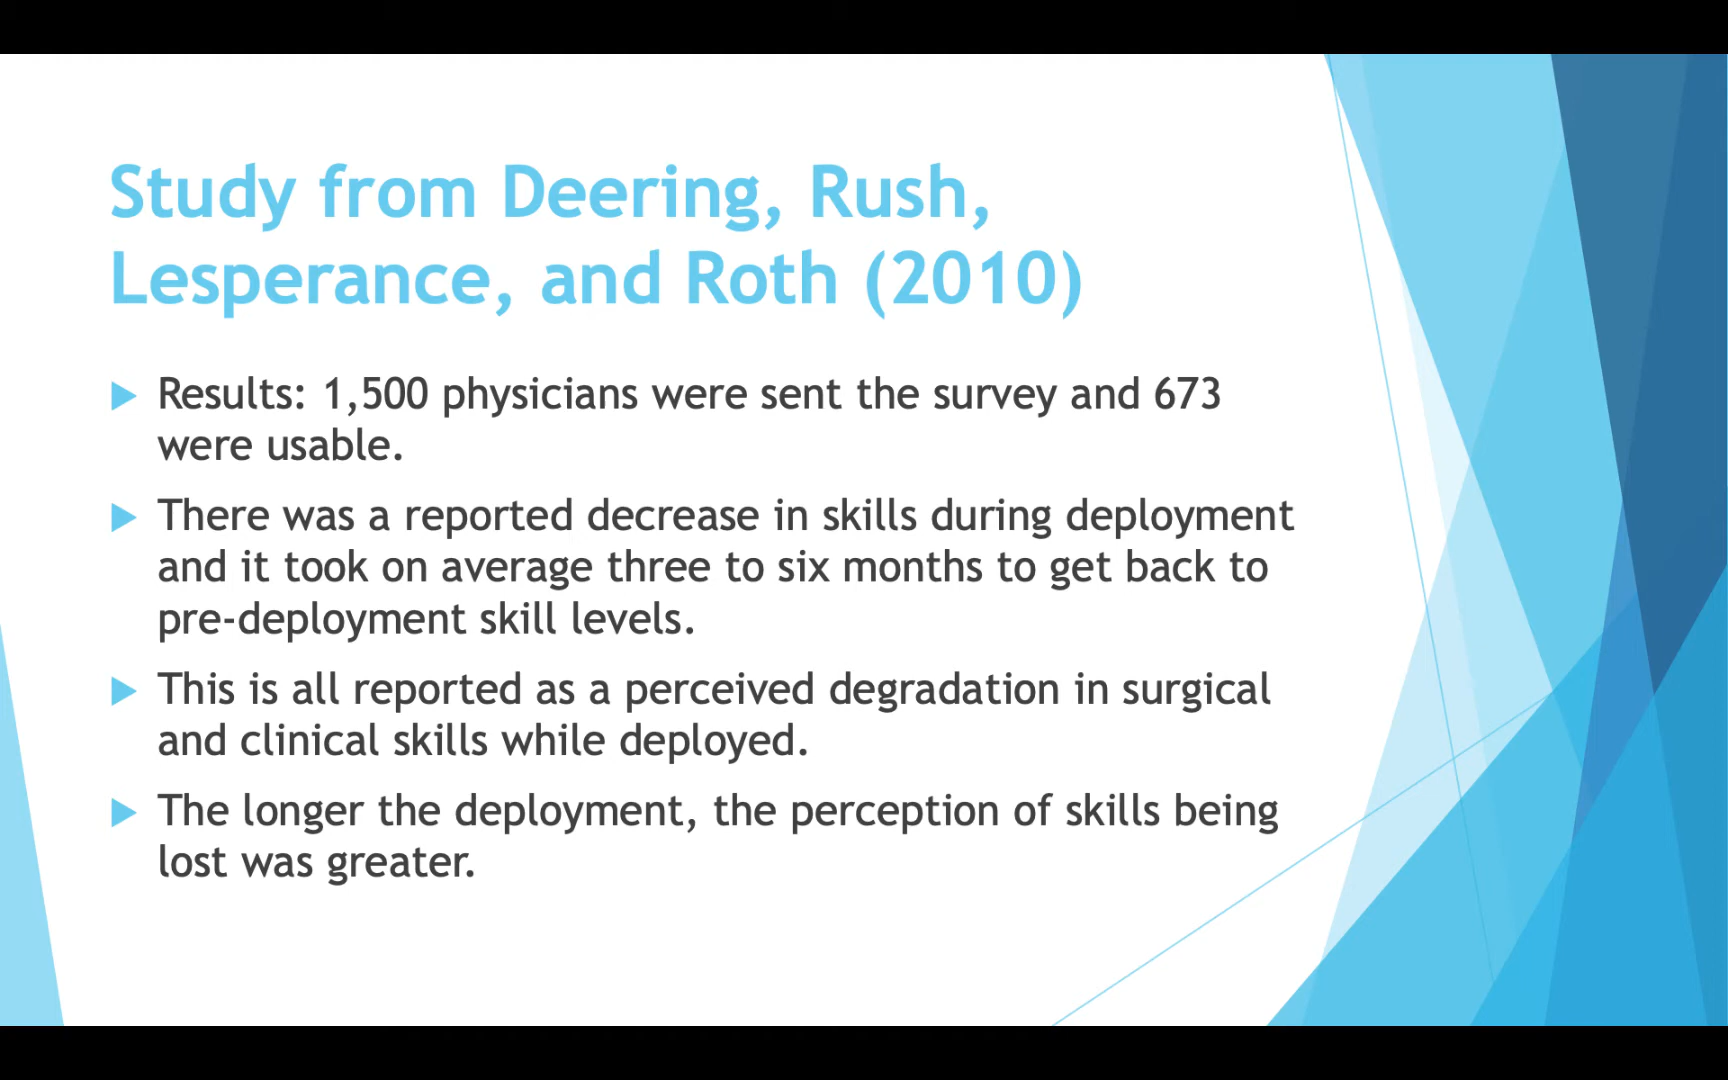 Study from Deering, Rush,
Lesperance, and Roth (2010)
Results: 1,500 physicians were sent the survey and 673
were usable.
There was a reported decrease in skills during deployment
and it took on average three to six months to get back to
pre-deployment skill levels.
This is all reported as a perceived degradation in surgical
and clinical skills while deployed.
The longer the deployment, the perception of skills being
lost was greater.